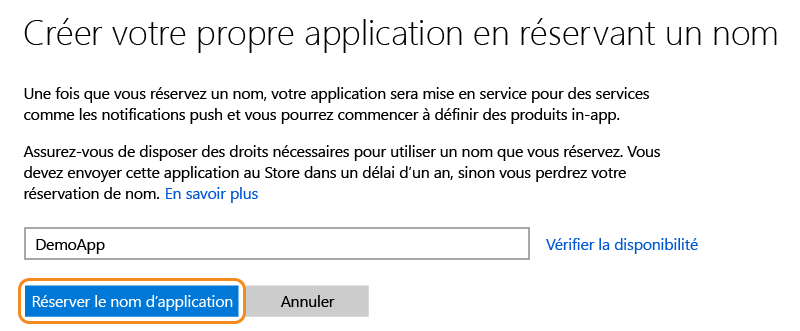 Créer votre propre application en réservant un nom
Une fois que vous réservez un nom, votre application sera mise en service pour des services
comme les notifications push et vous pourrez commencer à définir des produits in-app.
Assurez-vous de disposer des droits nécessaires pour utiliser un nom que vous réservez. Vous
devez envoyer cette application au Store dans un délai d’un an, sinon vous perdrez votre
réservation de nom. En savoir plus
DemoApp Vérifier la disponibilité
Réserver le nom d’application Annuler